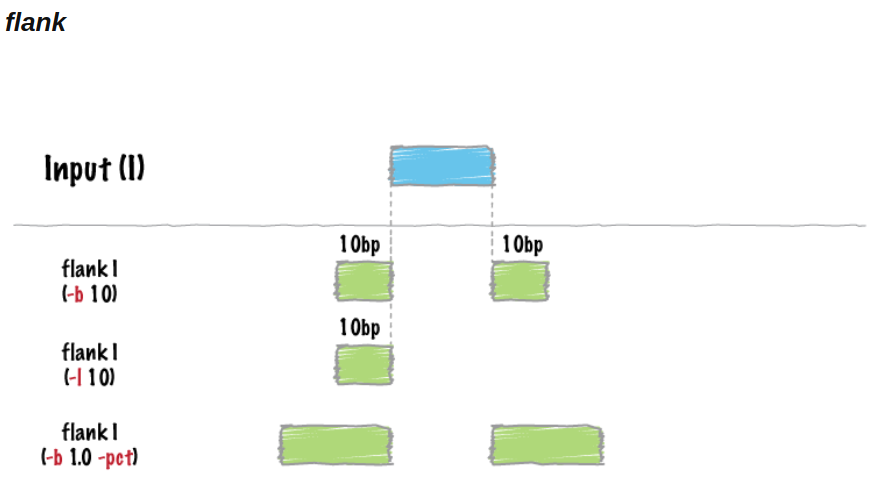 flank
Input (I)
10bp
10bp
flank I
(-b 10)
10bp
flank I
(-l 10)
flank I
(-b 1.0 -pct)